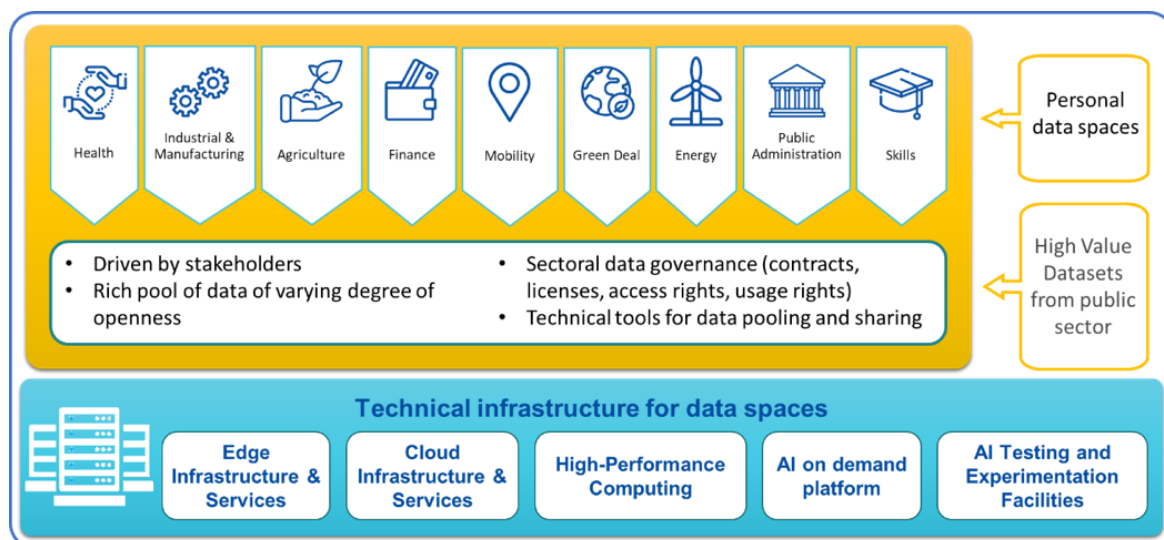 Health
Industrial &
Manufacturing
Agriculture
Finance
Mobility
Green Deal
Energy
Public
Administration
Skills
Personal
data spaces
• Driven by stakeholders
• Rich pool of data of varying degree of
openness
• Sectoral data governance (contracts,
licenses, access rights, usage rights)
• Technical tools for data pooling and sharing
High Value
Datasets
from public
sector
Technical infrastructure for data spaces
Edge
Infrastructure &
Services
Cloud
Infrastructure &
Services
High-Performance
Computing
AI on demand
platform
AI Testing and
Experimentation
Facilities